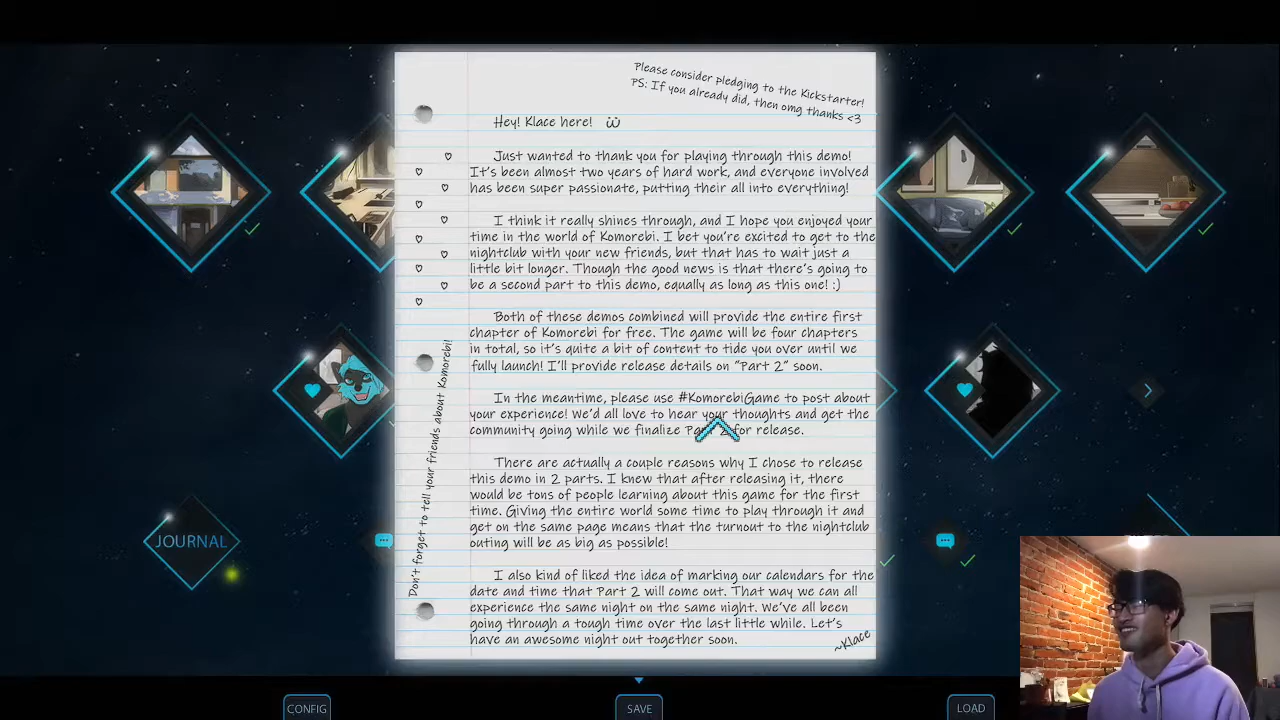 Please consider pledging to the Kickstarter!
PS: If you already did, then omg thanks <3
Hey! Klace here!
Just wanted to thank you for playing through this demo!
It's been almost two years of hard work, and everyone involved
has been super passionate, putting their all into everything!
I think it really shines through, and I hope you enjoyed your
time in the world of Komorebi. I bet you're excited to get to the
nightclub with your new friends, but that has to wait just a
little bit longer. Though the good news is that there's going to
be a second part to this demo, equally as long as this one! :)
Both of these demos combined will provide the entire first
chapter of Komorebi for free. The game will be four chapters
in total, so it's quite a bit of content to tide you over until we
fully launch! I'll provide release details on "Part 2" soon.
In the meantime, please use #KomorebiGame to post about
your experience! We'd all love to hear your thoughts and get the
community going while we finalize Part 2 for release.
There are actually a couple reasons why I chose to release
this demo in 2 parts. I knew that after releasing it, there
would be tons of people learning about this game for the first
time. Giving the entire world some time to play through it and
get on the same page means that the turnout to the nightclub
outing will be as big as possible!
I also kind of liked the idea of marking our calendars for the
date and time that Part 2 will come out. That way we can all
experience the same night on the same night. We've all been
going through a tough time over the last little while. Let's
have an awesome night out together soon.
~Klace
Don't forget to tell your friends about Komorebi!
JOURNAL
CONFIG
SAVE
LOAD